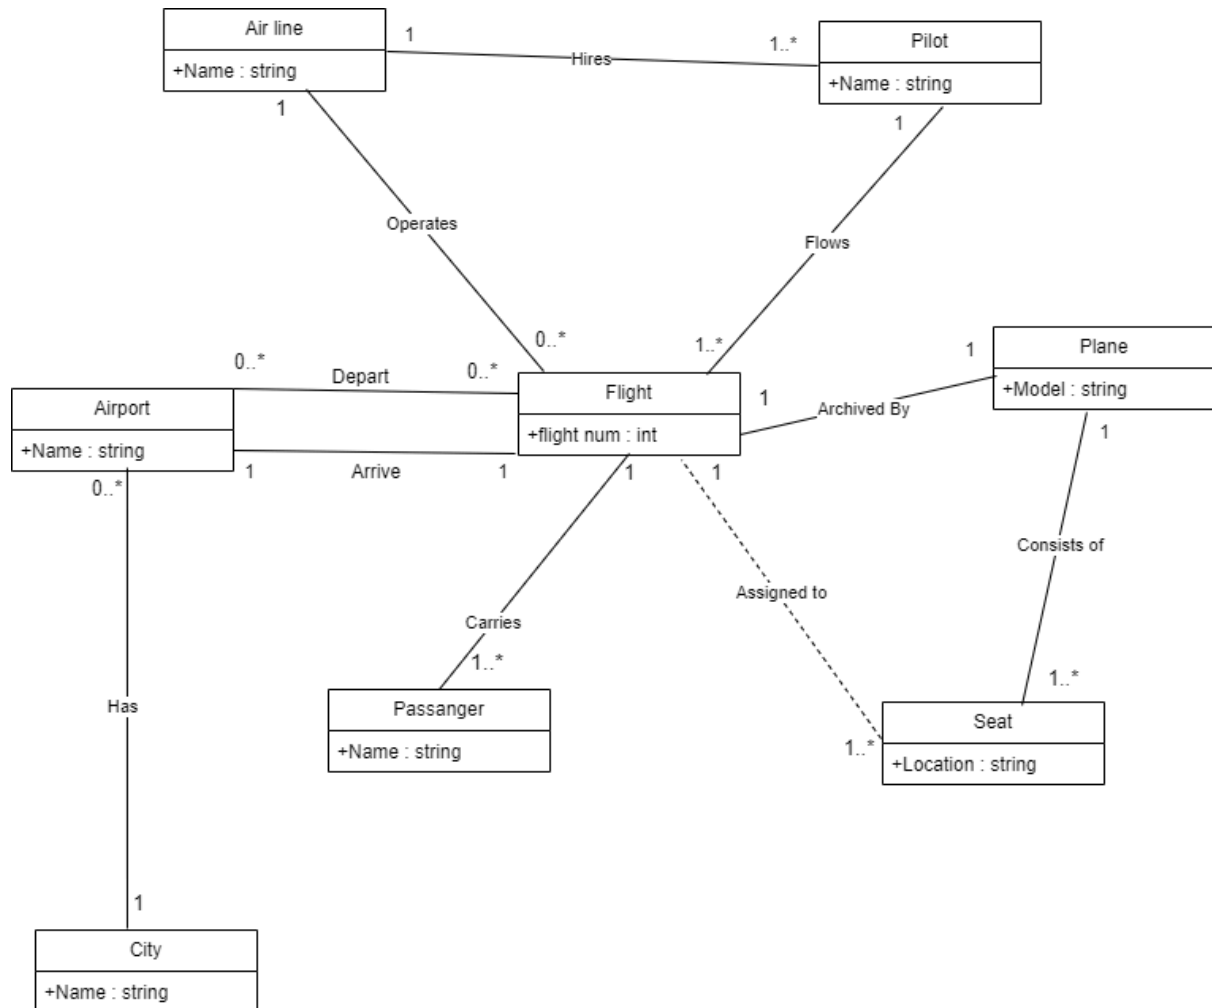 Air line
+Name : string
1
1..*
Hires
Pilot
+Name : string
1
1
Operates
Flows
0..*
1..*
Plane
+Model : string
1
1
0..*
Depart
0..*
Flight
+flight num : int
1
Archived By
Airport
+Name : string
1
Arrive
1
1
1
0..*
Consists of
Assigned to
Carries
1..*
1..*
Passanger
+Name : string
Seat
+Location : string
1..*
Has
1
City
+Name : string